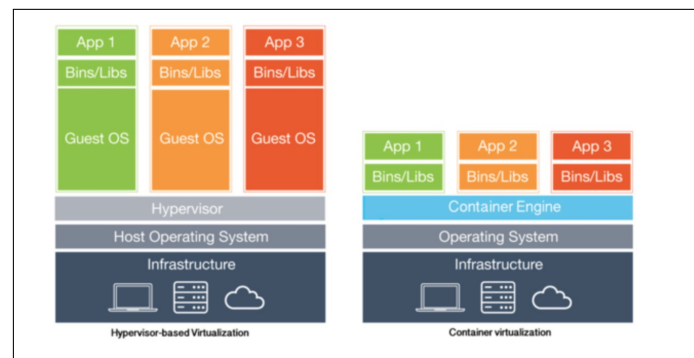 App 1
App 2
App 3
Bins/Libs
Bins/Libs
Bins/Libs
Guest OS
Guest OS
Guest OS
Hypervisor
Host Operating System
Infrastructure
Hypervisor-based Virtualization
App 1
App 2
App 3
Bins/Libs
Bins/Libs
Bins/Libs
Container Engine
Operating System
Infrastructure
Container virtualization